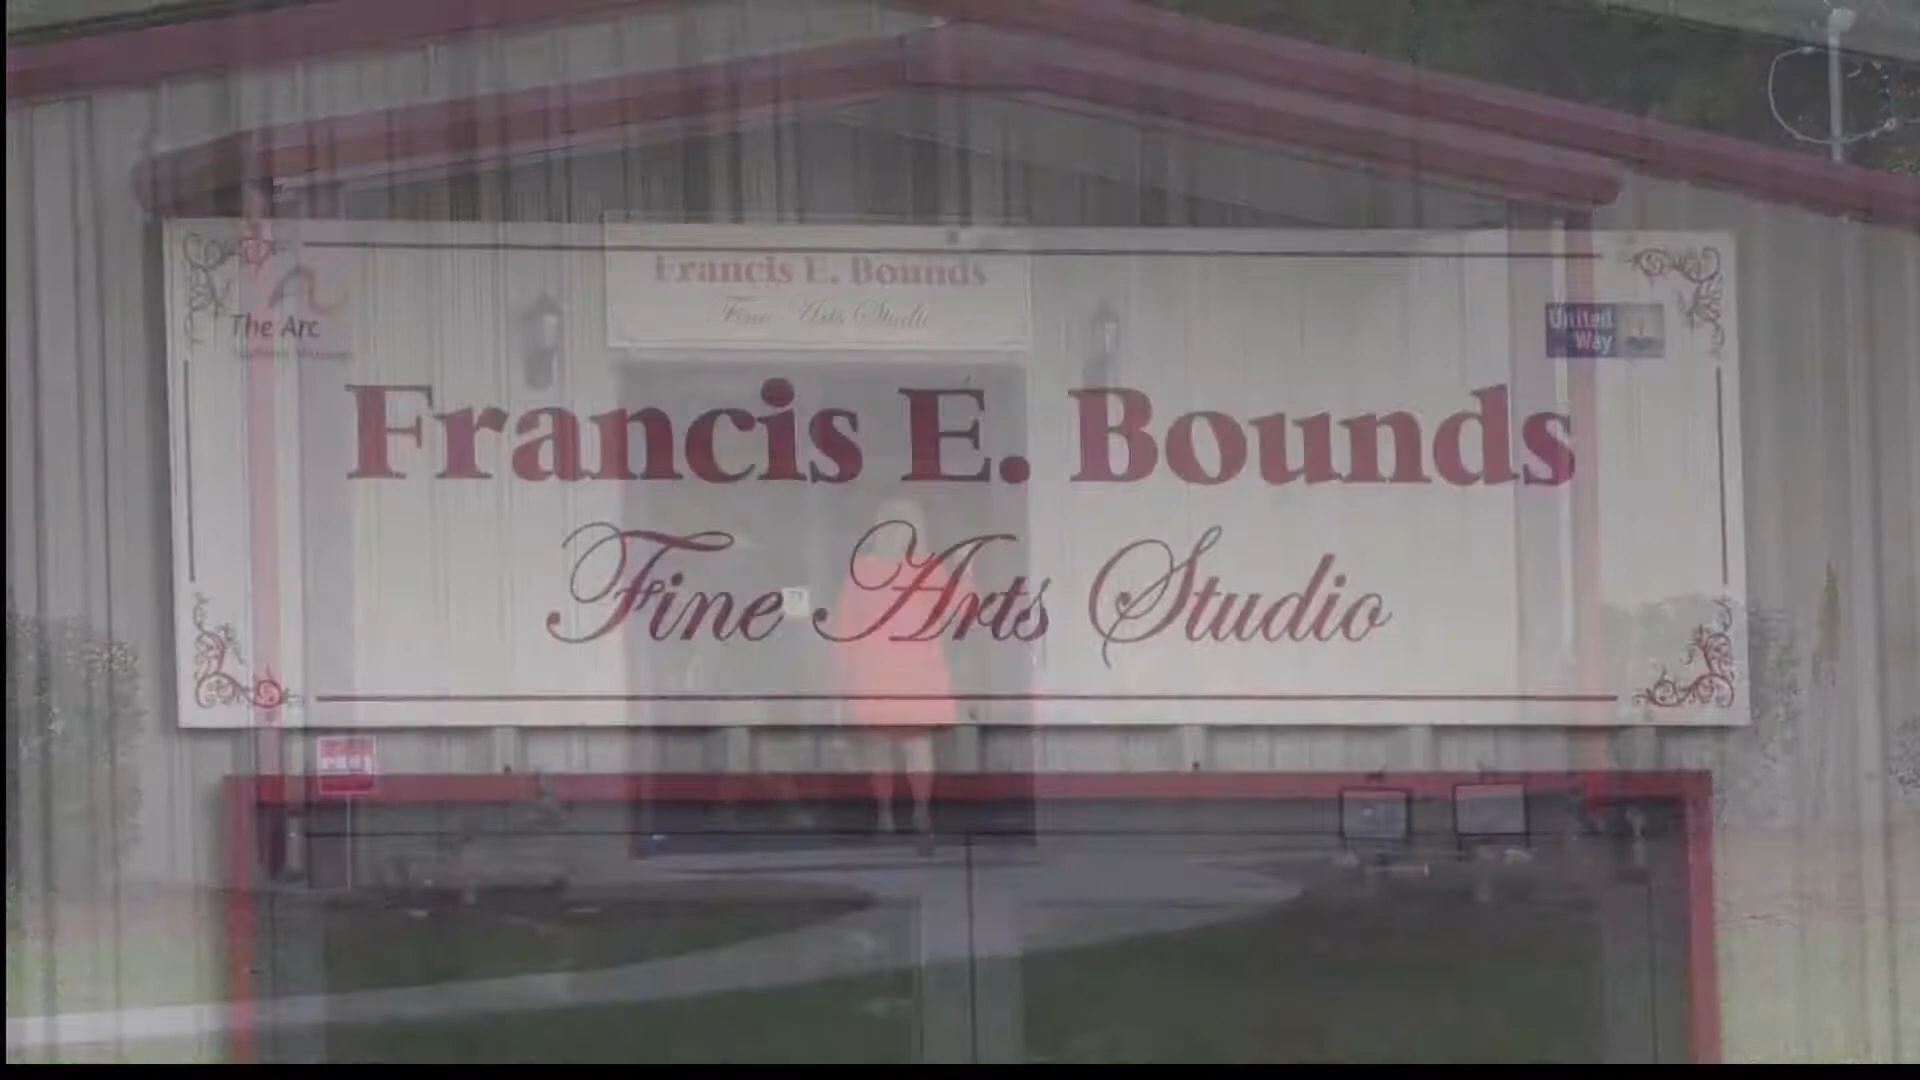 Francis E. Bounds
Fine Arts Studio
The Arc
United
Way
Francis E. Bounds
Fine Arts Studio